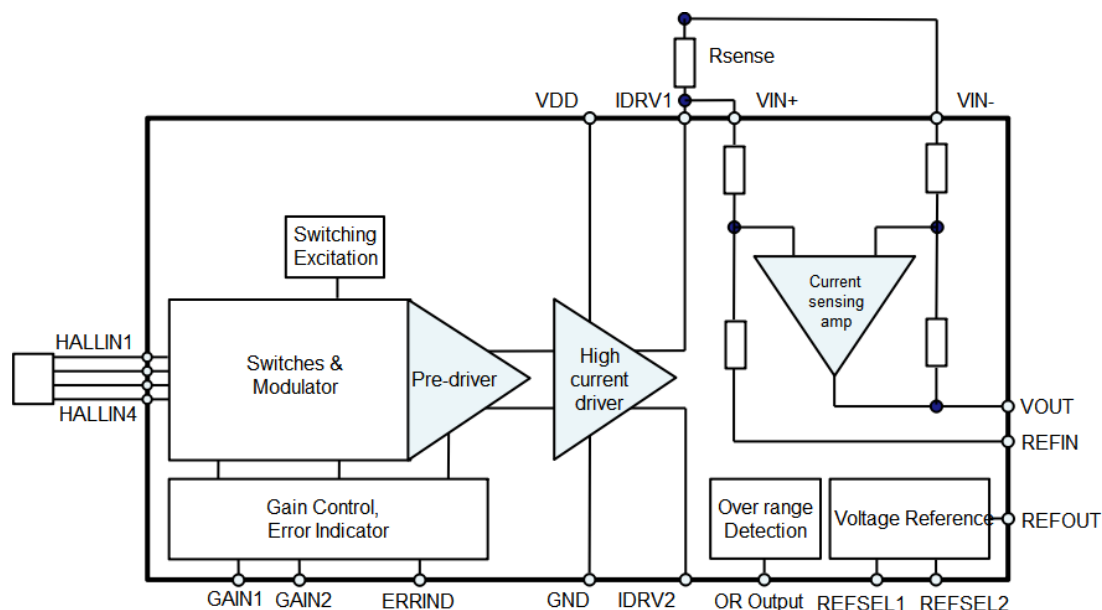 Rsense
VDD
IDRV1
VIN+
VIN-
Switching
Excitation
Current
sensing
amp
HALLIN1
HALLIN4
Switches &
Modulator
Pre-driver
High
current
driver
VOUT
REFIN
Gain Control,
Error Indicator
Over range
Detection
Voltage Reference
REFOUT
GAIN1
GAIN2
ERRIND
GND
IDRV2
OR Output
REFSEL1
REFSEL2